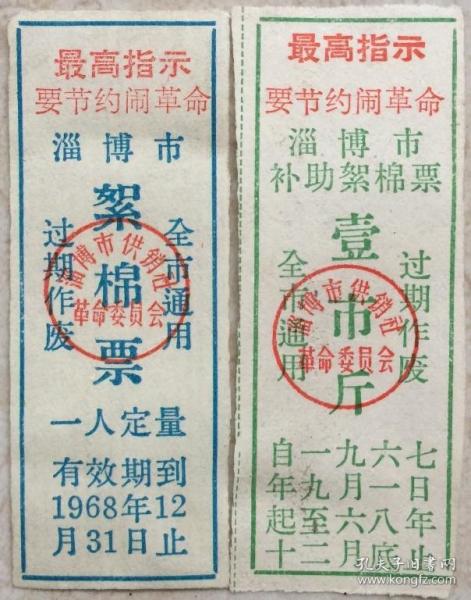 最高指示
要节约闹革命
淄博市
絮棉票
过期作废
全市通用
淄博市供销社
革命委员会
一人定量
有效期到
1968年12
月31日止
最高指示
要节约闹革命
淄博市
补助絮棉票
壹市斤
全市通用
过期作废
淄博市供销社
革命委员会
自一九六七
年九月一日
起至六八年
十二月底止
孔夫子旧书网
www.kongfz.com